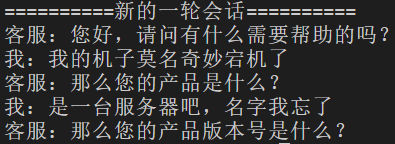 ==========新的一轮会话==========
客服：您好，请问有什么需要帮助的吗？
我：我的机子莫名奇妙宕机了
客服：那么您的产品是什么？
我：是一台服务器吧，名字我忘了
客服：那么您的产品版本号是什么？